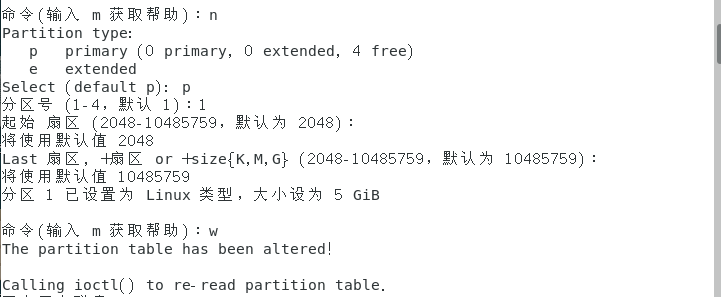 命令(输入 m 获取帮助)：n
Partition type:
   p   primary (0 primary, 0 extended, 4 free)
   e   extended
Select (default p): p
分区号 (1-4，默认 1)：1
起始 扇区 (2048-10485759，默认为 2048)：
将使用默认值 2048
Last 扇区, +扇区 or +size{K,M,G} (2048-10485759，默认为 10485759)：
将使用默认值 10485759
分区 1 已设置为 Linux 类型，大小设为 5 GiB
命令(输入 m 获取帮助)：w
The partition table has been altered!
Calling ioctl() to re-read partition table.